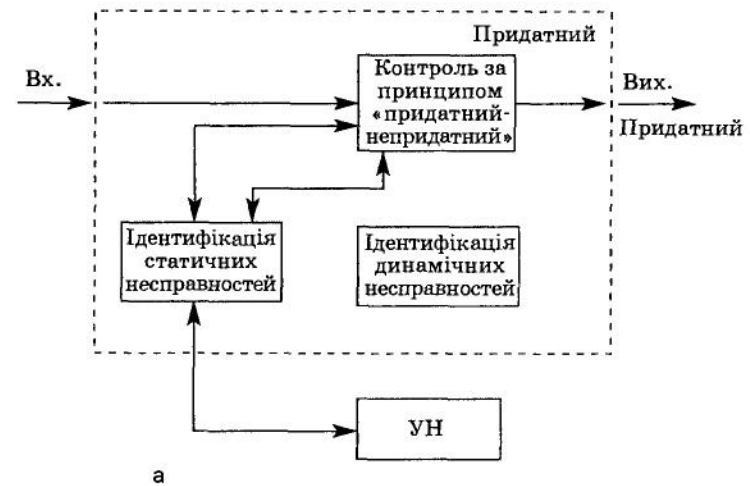 Придатний
Вх.
Контроль за
принципом
«придатний-
непридатний»
Вих.
Придатний
Ідентифікація
статичних
несправностей
Ідентифікація
динамічних
несправностей
УН
а